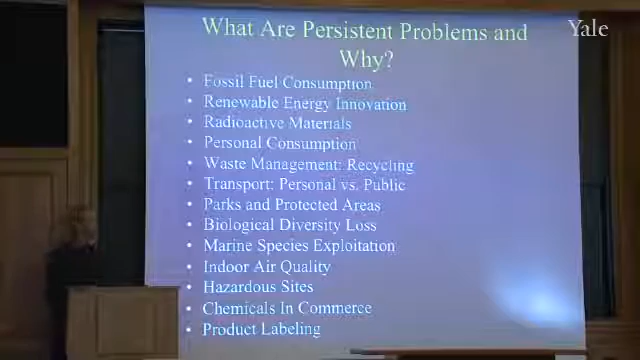 Yale
What Are Persistent Problems and
Why?
• Fossil Fuel Consumption
• Renewable Energy Innovation
• Radioactive Materials
• Personal Consumption
• Waste Management: Recycling
• Transport: Personal vs. Public
• Parks and Protected Areas
• Biological Diversity Loss
• Marine Species Exploitation
• Indoor Air Quality
• Hazardous Sites
• Chemicals In Commerce
• Product Labeling